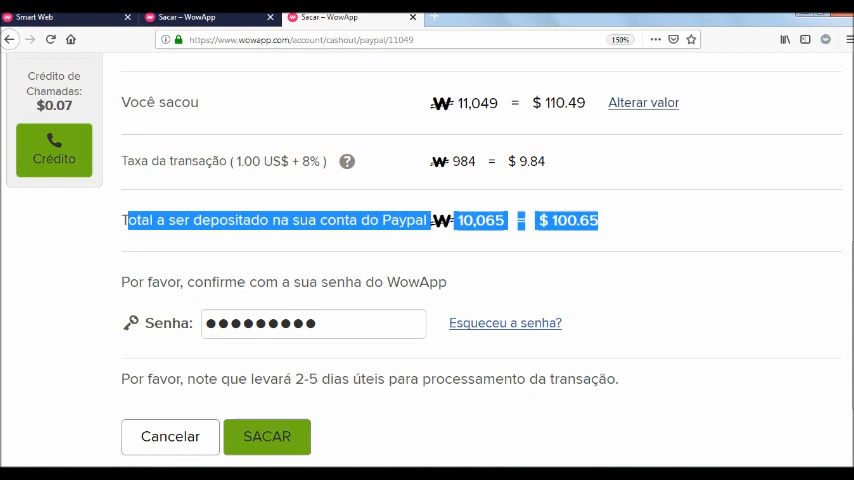 Smart Web
Sacar – WowApp
Sacar – WowApp
https://www.wowapp.com/account/cashout/paypal/11049
150%
Crédito de
Chamadas:
$0.07
Crédito
Você sacou
11,049 = $ 110.49
Alterar valor
Taxa da transação ( 1.00 US$ + 8% ) ?
984 = $ 9.84
Total a ser depositado na sua conta do Paypal
10,065 = $ 100.65
Por favor, confirme com a sua senha do WowApp
Senha:
Esqueceu a senha?
Por favor, note que levará 2-5 dias úteis para processamento da transação.
Cancelar
SACAR